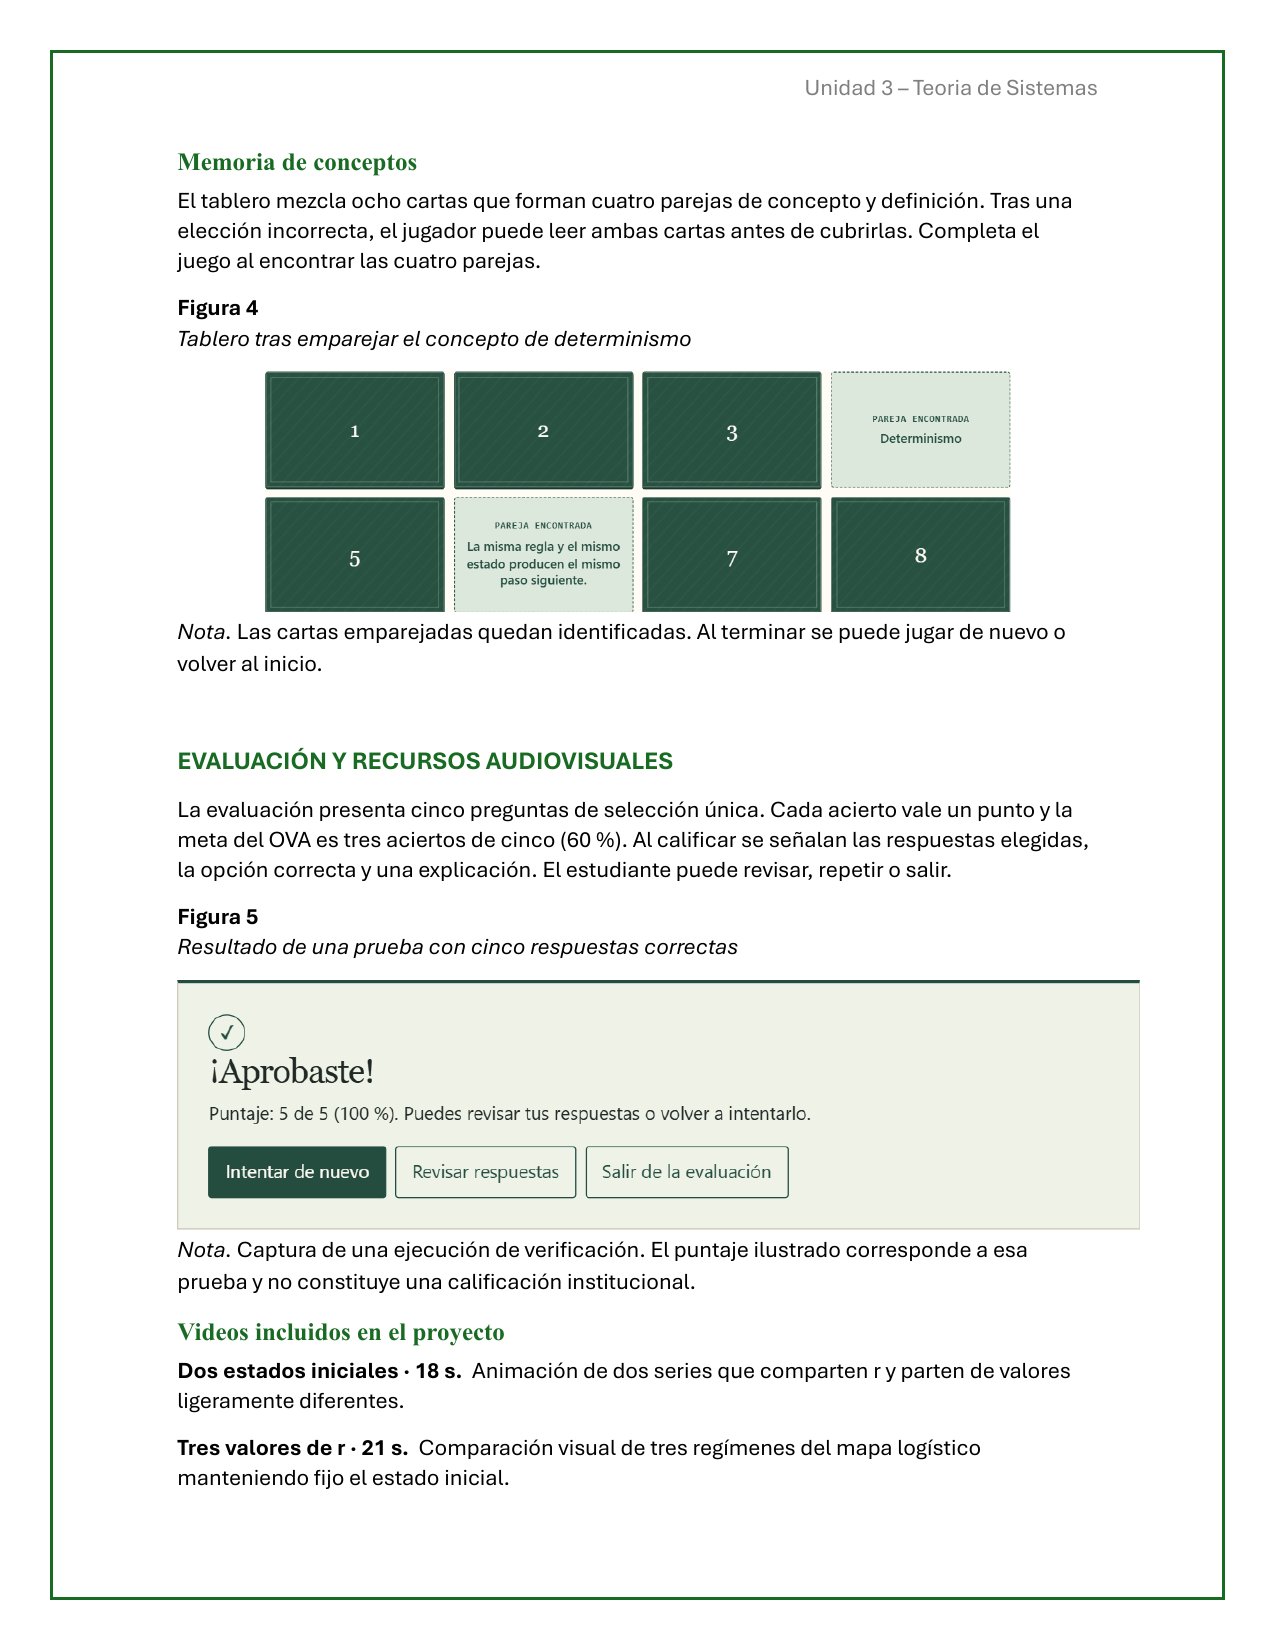 Unidad 3 – Teoria de Sistemas
Memoria de conceptos
El tablero mezcla ocho cartas que forman cuatro parejas de concepto y definición. Tras una
elección incorrecta, el jugador puede leer ambas cartas antes de cubrirlas. Completa el
juego al encontrar las cuatro parejas.
Figura 4
Tablero tras emparejar el concepto de determinismo
1
2
3
PAREJA ENCONTRADA
Determinismo
5
PAREJA ENCONTRADA
La misma regla y el mismo
estado producen el mismo
paso siguiente.
7
8
Nota. Las cartas emparejadas quedan identificadas. Al terminar se puede jugar de nuevo o
volver al inicio.
EVALUACIÓN Y RECURSOS AUDIOVISUALES
La evaluación presenta cinco preguntas de selección única. Cada acierto vale un punto y la
meta del OVA es tres aciertos de cinco (60 %). Al calificar se señalan las respuestas elegidas,
la opción correcta y una explicación. El estudiante puede revisar, repetir o salir.
Figura 5
Resultado de una prueba con cinco respuestas correctas
✓
¡Aprobaste!
Puntaje: 5 de 5 (100 %). Puedes revisar tus respuestas o volver a intentarlo.
Intentar de nuevo Revisar respuestas Salir de la evaluación
Nota. Captura de una ejecución de verificación. El puntaje ilustrado corresponde a esa
prueba y no constituye una calificación institucional.
Videos incluidos en el proyecto
Dos estados iniciales · 18 s. Animación de dos series que comparten r y parten de valores
ligeramente diferentes.
Tres valores de r · 21 s. Comparación visual de tres regímenes del mapa logístico
manteniendo fijo el estado inicial.